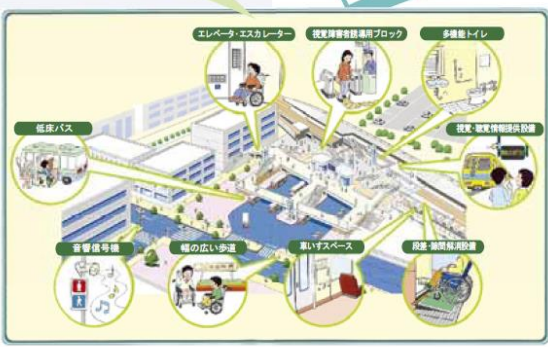 エレベータ・エスカレーター
視覚障害者誘導用ブロック
多機能トイレ
低床バス
視覚・聴覚情報提供設備
音響信号機
幅の広い歩道
車いすスペース
段差・隙間解消設備